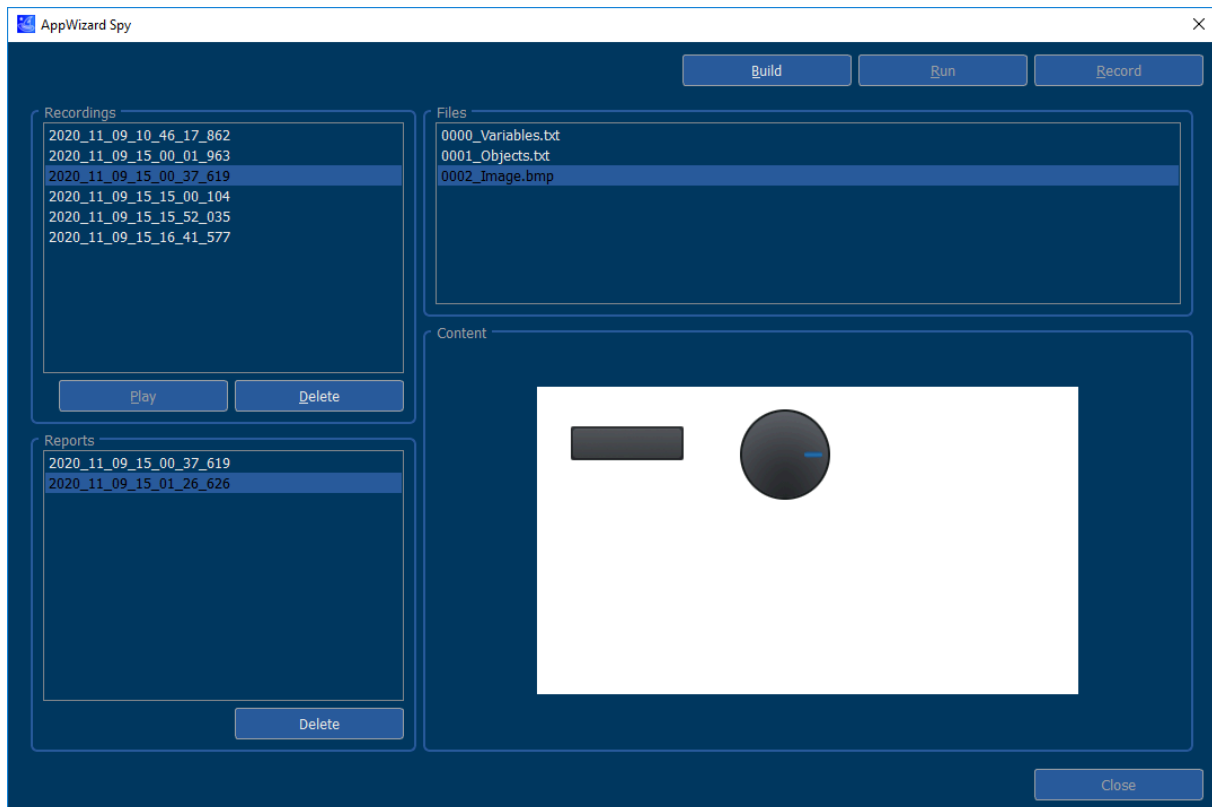 AppWizard Spy
Build
Run
Record
Recordings
2020_11_09_10_46_17_862
2020_11_09_15_00_01_963
2020_11_09_15_00_37_619
2020_11_09_15_15_00_104
2020_11_09_15_15_52_035
2020_11_09_15_16_41_577
Play
Delete
Reports
2020_11_09_15_00_37_619
2020_11_09_15_01_26_626
Delete
Files
0000_Variables.txt
0001_Objects.txt
0002_Image.bmp
Content
Close